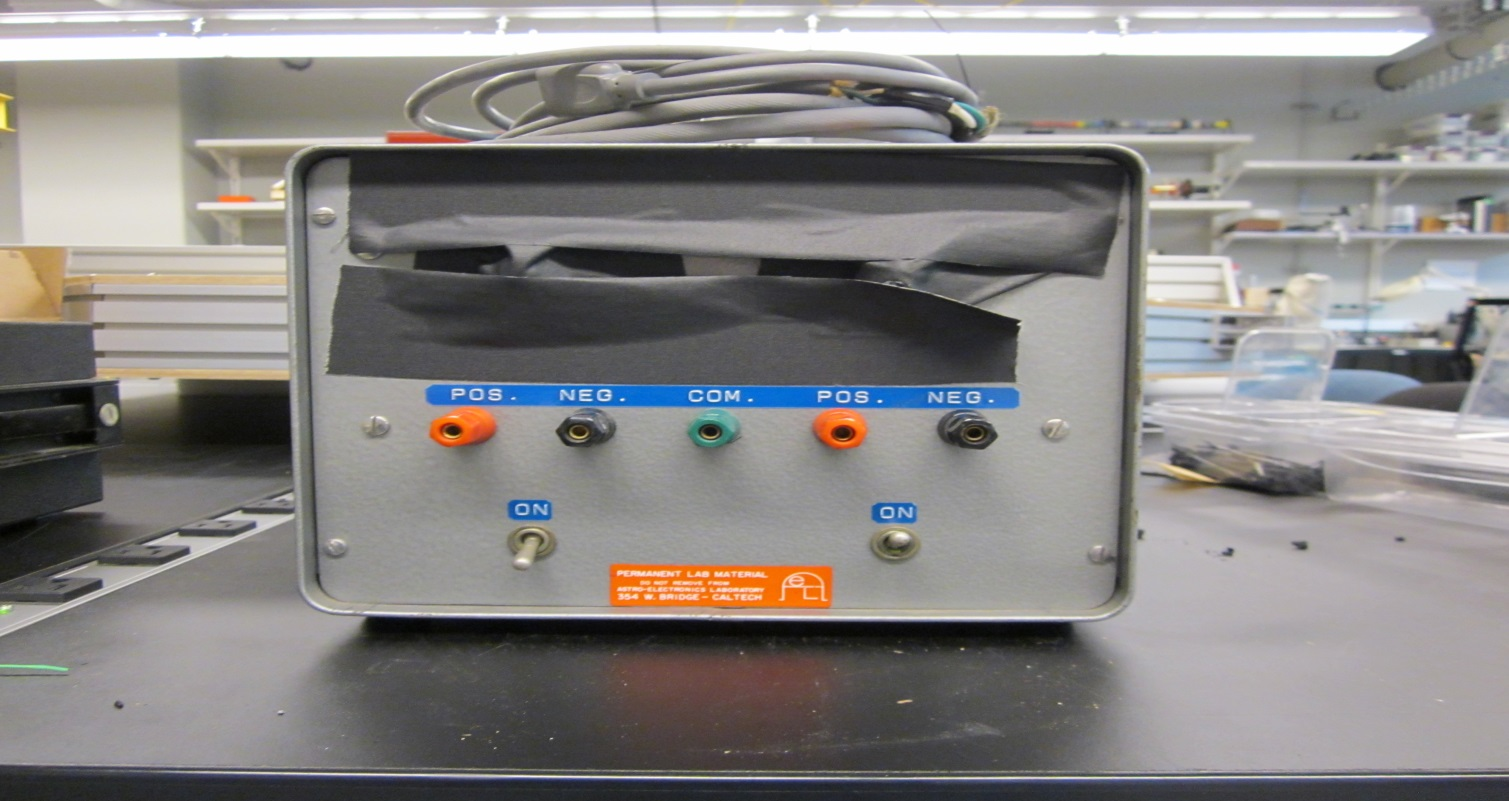 POS. NEG. COM. POS. NEG.
ON ON
PERMANENT LAB MATERIAL
DO NOT REMOVE FROM
ASTRO-ELECTRONICS LABORATORY
354 W. BRIDGE - CALTECH